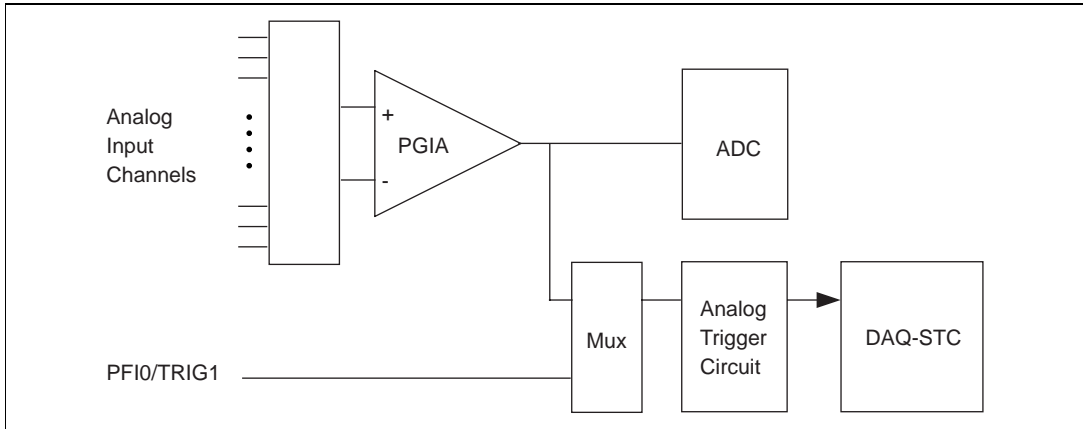 Analog
Input
Channels
+
PGIA
-
ADC
Mux
Analog
Trigger
Circuit
DAQ-STC
PFI0/TRIG1